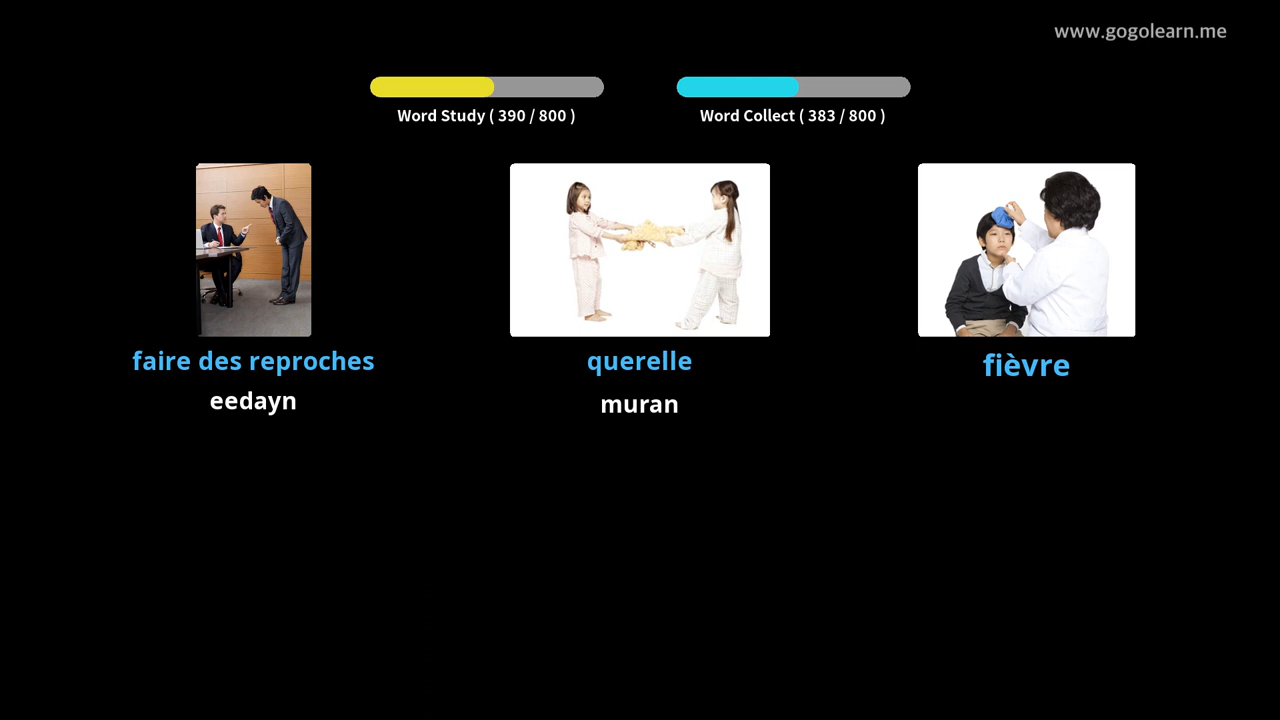 www.gogolearn.me
Word Study ( 390 / 800 )
Word Collect ( 383 / 800 )
faire des reproches
querelle
fièvre
eedayn
muran